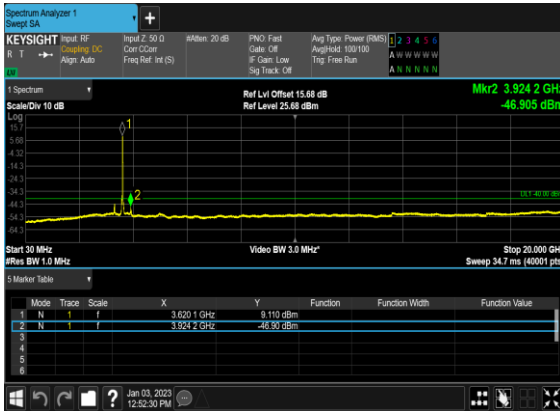 Spectrum Analyzer 1
Swept SA
+
KEYSIGHT Input: RF Input Z: 50 Ω #Atten: 20 dB PNO: Fast Avg Type: Power (RMS) 1 2 3 4 5 6
R T Coupling: DC Corr CCorr Gate: Off Avg|Hold: 100/100 A W W W W W
Align: Auto Freq Ref: Int (S) IF Gain: Low Trig: Free Run
Sig Track: Off A N N N N N
1 Spectrum Ref Lvl Offset 15.68 dB Mkr2 3.924 2 GHz
Scale/Div 10 dB Ref Level 25.68 dBm -46.905 dBm
Log
15.7
5.68
-4.32
-14.3
-24.3
-34.3
-44.3
-54.3
-64.3
1
2
DL1 -40.00 dBm
Start 30 MHz Video BW 3.0 MHz* Stop 20.000 GHz
#Res BW 1.0 MHz Sweep 34.7 ms (40001 pts)
5 Marker Table
Mode Trace Scale X Y Function Function Width Function Value
1 N 1 f 3.620 1 GHz 9.110 dBm
2 N 1 f 3.924 2 GHz -46.90 dBm
3
4
5
6
? Jan 03, 2023
12:52:30 PM